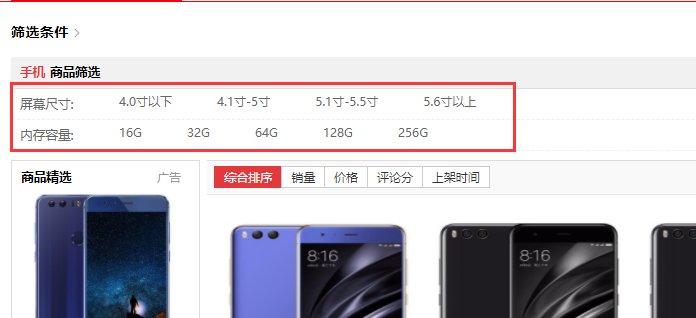 筛选条件 >
手机 商品筛选
屏幕尺寸: 4.0寸以下 4.1寸-5寸 5.1寸-5.5寸 5.6寸以上
内存容量: 16G 32G 64G 128G 256G
商品精选 广告
综合排序 销量 价格 评论分 上架时间
8:16 8:16